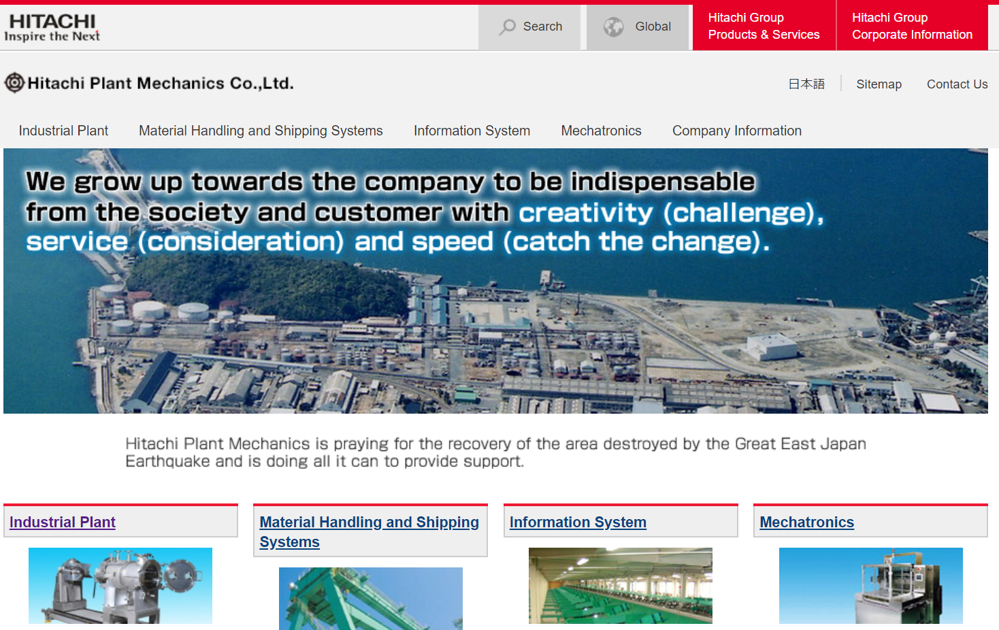 HITACHI
Inspire the Next
Search
Global
Hitachi Group
Products & Services
Hitachi Group
Corporate Information
Hitachi Plant Mechanics Co.,Ltd.
日本語
Sitemap
Contact Us
Industrial Plant
Material Handling and Shipping Systems
Information System
Mechatronics
Company Information
We grow up towards the company to be indispensable
from the society and customer with creativity (challenge),
service (consideration) and speed (catch the change).
Hitachi Plant Mechanics is praying for the recovery of the area destroyed by the Great East Japan
Earthquake and is doing all it can to provide support.
Industrial Plant
Material Handling and Shipping
Systems
Information System
Mechatronics